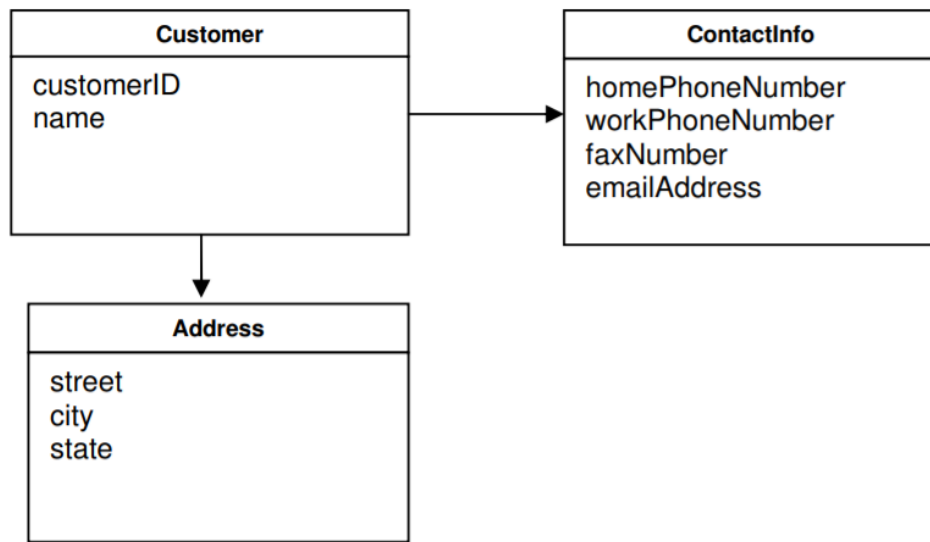 Customer
customerID
name
ContactInfo
homePhoneNumber
workPhoneNumber
faxNumber
emailAddress
Address
street
city
state